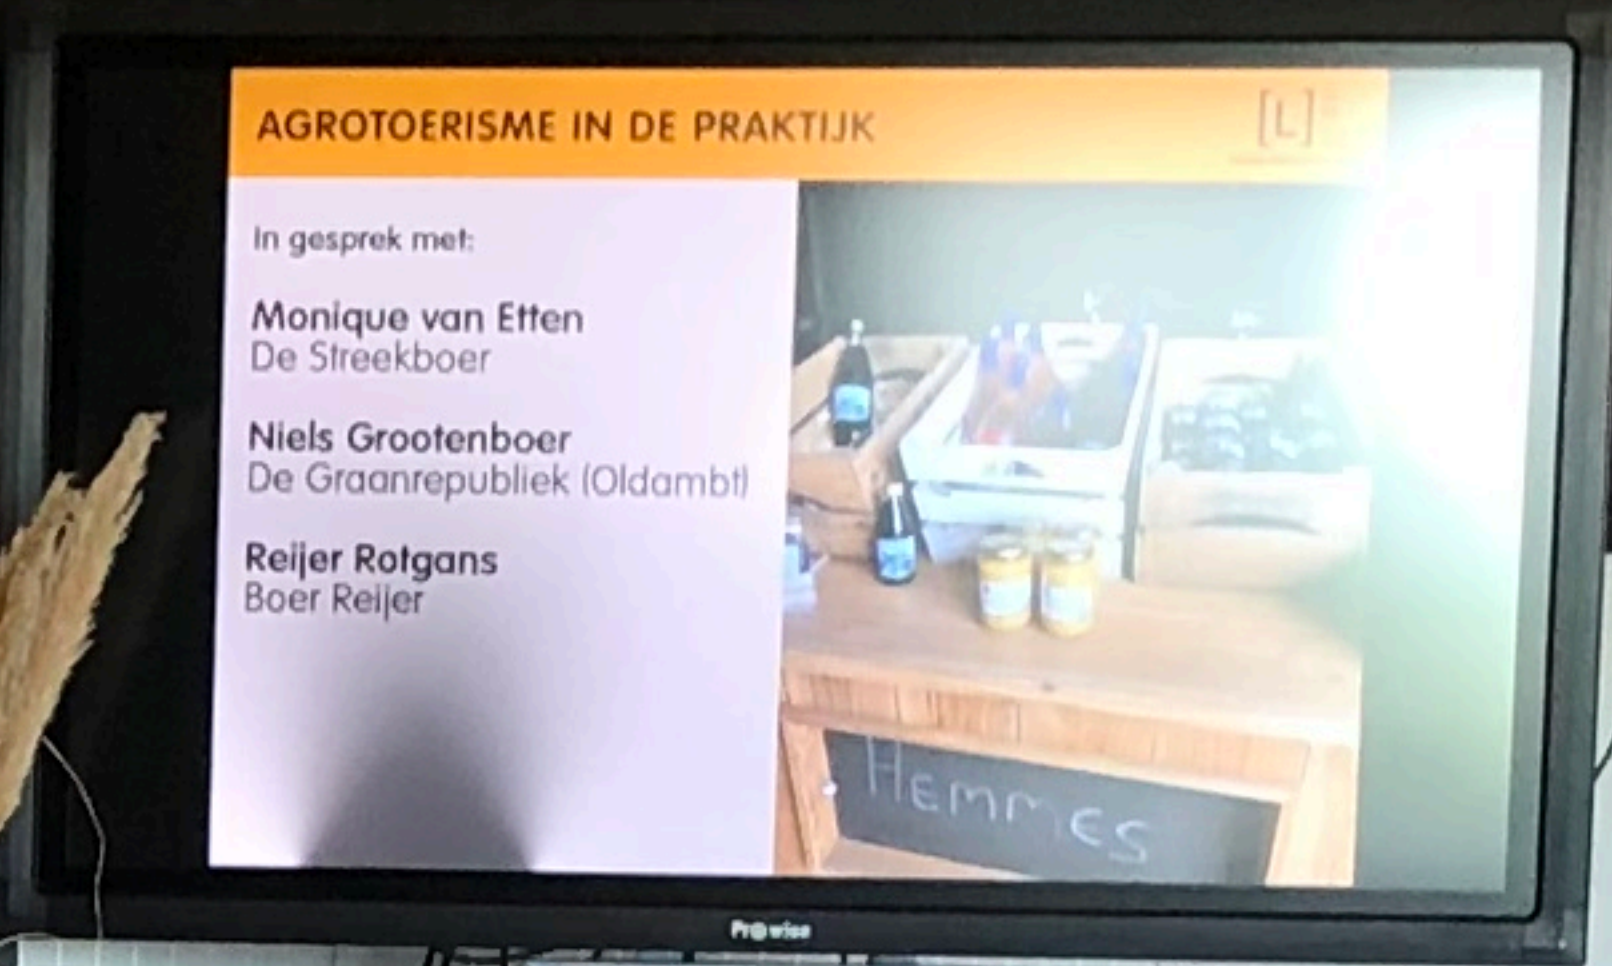 AGROTOERISME IN DE PRAKTIJK
[L]
In gesprek met:
Monique van Etten
De Streekboer
Niels Grootenboer
De Graanrepubliek (Oldambt)
Reijer Rotgans
Boer Reijer
HEMMES
Prowise